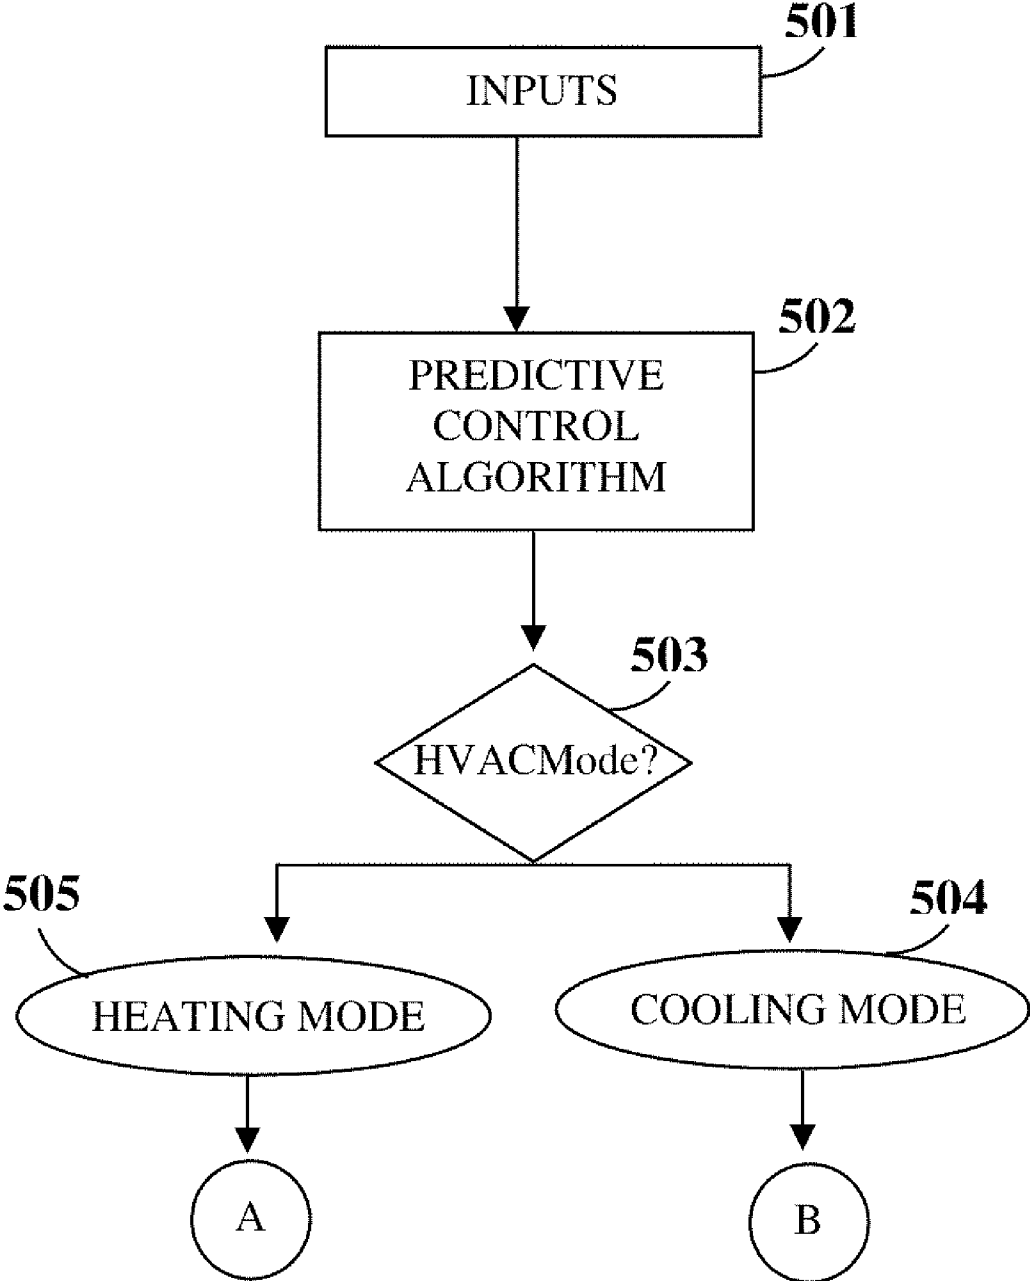 501
INPUTS
502
PREDICTIVE
CONTROL
ALGORITHM
503
HVACMode?
505
504
HEATING MODE
COOLING MODE
A
B